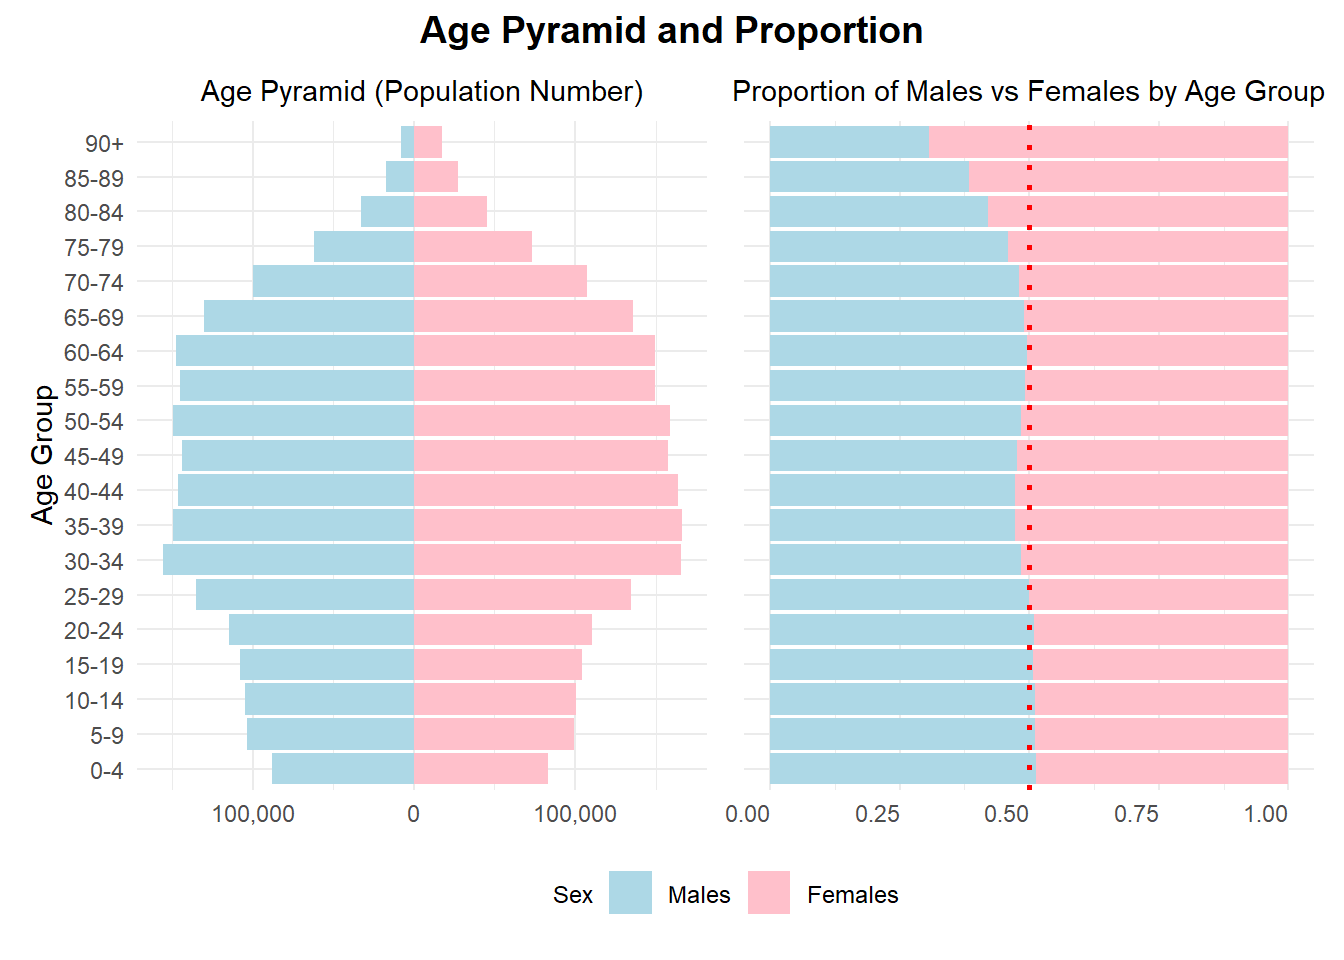 Age Pyramid and Proportion
Age Pyramid (Population Number)
Proportion of Males vs Females by Age Group
Age Group
90+
85-89
80-84
75-79
70-74
65-69
60-64
55-59
50-54
45-49
40-44
35-39
30-34
25-29
20-24
15-19
10-14
5-9
0-4
100,000 0 100,000
0.00 0.25 0.50 0.75 1.00
Sex Males Females